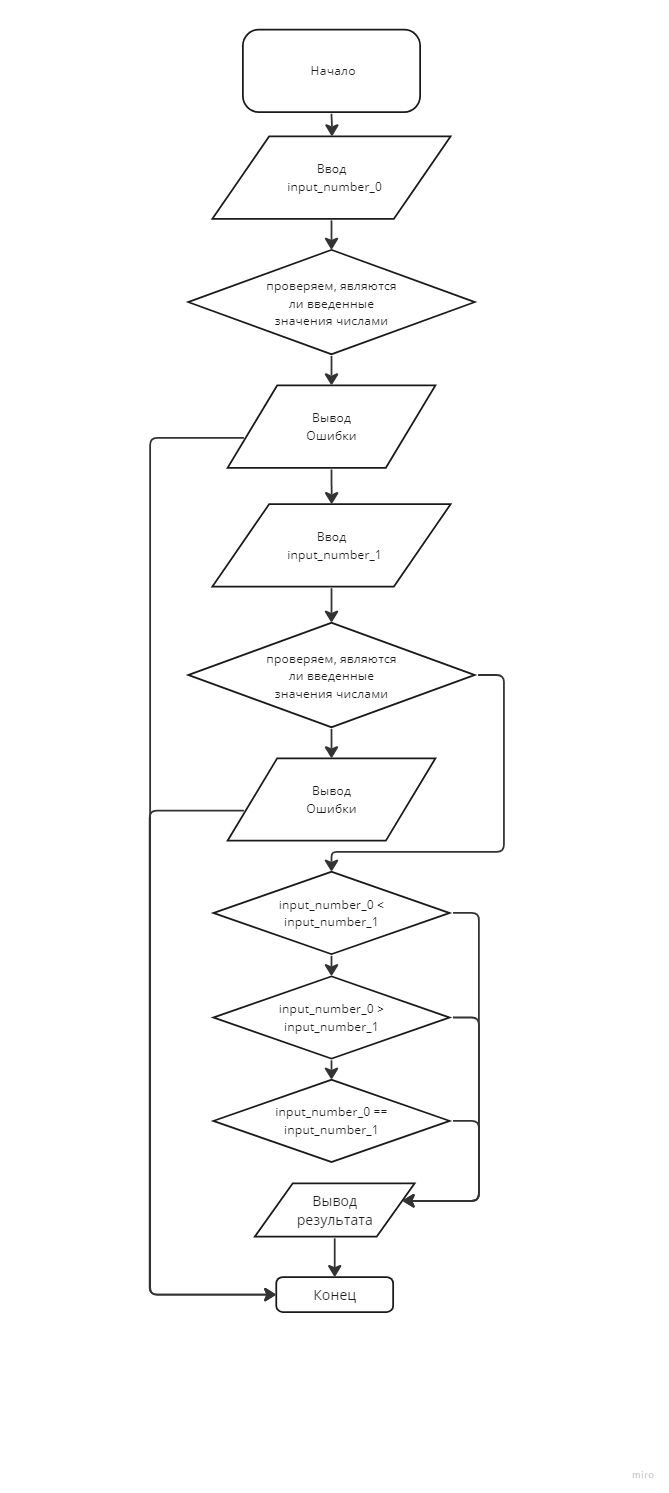 Начало
Ввод
input_number_0
проверяем, являются
ли введенные
значения числами
Вывод
Ошибки
Ввод
input_number_1
проверяем, являются
ли введенные
значения числами
Вывод
Ошибки
input_number_0 <
input_number_1
input_number_0 >
input_number_1
input_number_0 ==
input_number_1
Вывод
результата
Конец
miro